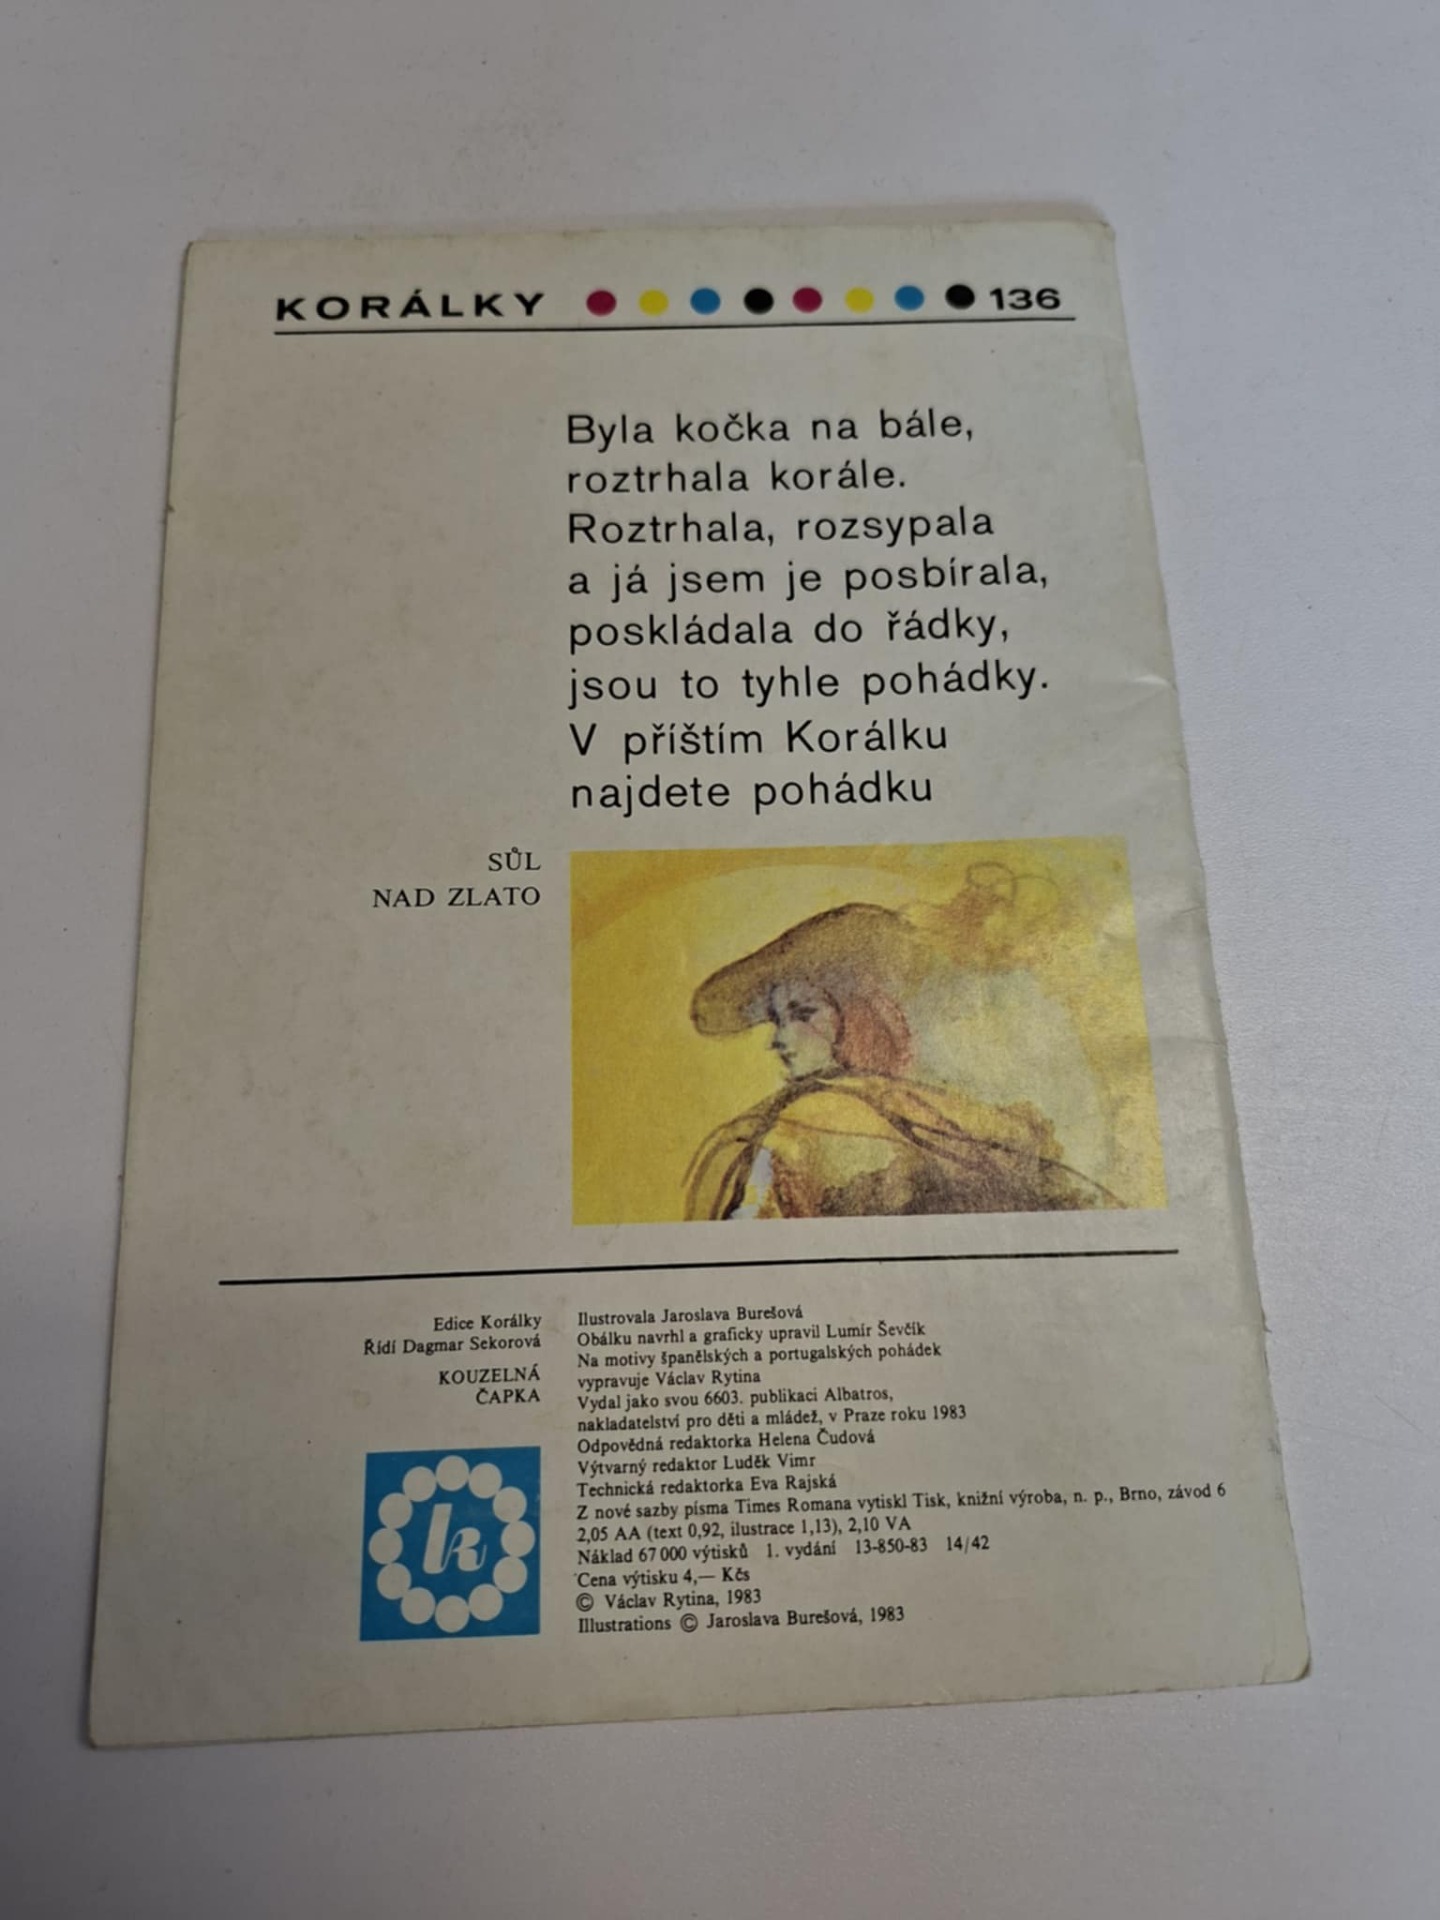 KORÁLKY 136
Byla kočka na bále,
roztrhala korále.
Roztrhala, rozsypala
a já jsem je posbírala,
poskládala do řádky,
jsou to tyhle pohádky.
V příštím Korálku
najdete pohádku
SŮL
NAD ZLATO
Edice Korálky
Řídí Dagmar Sekorová
KOUZELNÁ
ČAPKA
k
Ilustrovala Jaroslava Burešová
Obálku navrhl a graficky upravil Lumír Ševčík
Na motivy španělských a portugalských pohádek
vypravuje Václav Rytina
Vydal jako svou 6603. publikaci Albatros,
nakladatelství pro děti a mládež, v Praze roku 1983
Odpovědná redaktorka Helena Čudová
Výtvarný redaktor Luděk Vimr
Technická redaktorka Eva Rajská
Z nové sazby písma Times Romana vytiskl Tisk, knižní výroba, n. p., Brno, závod 6
2,05 AA (text 0,92, ilustrace 1,13), 2,10 VA
Náklad 67 000 výtisků 1. vydání 13-850-83 14/42
Cena výtisku 4,— Kčs
© Václav Rytina, 1983
Illustrations © Jaroslava Burešová, 1983